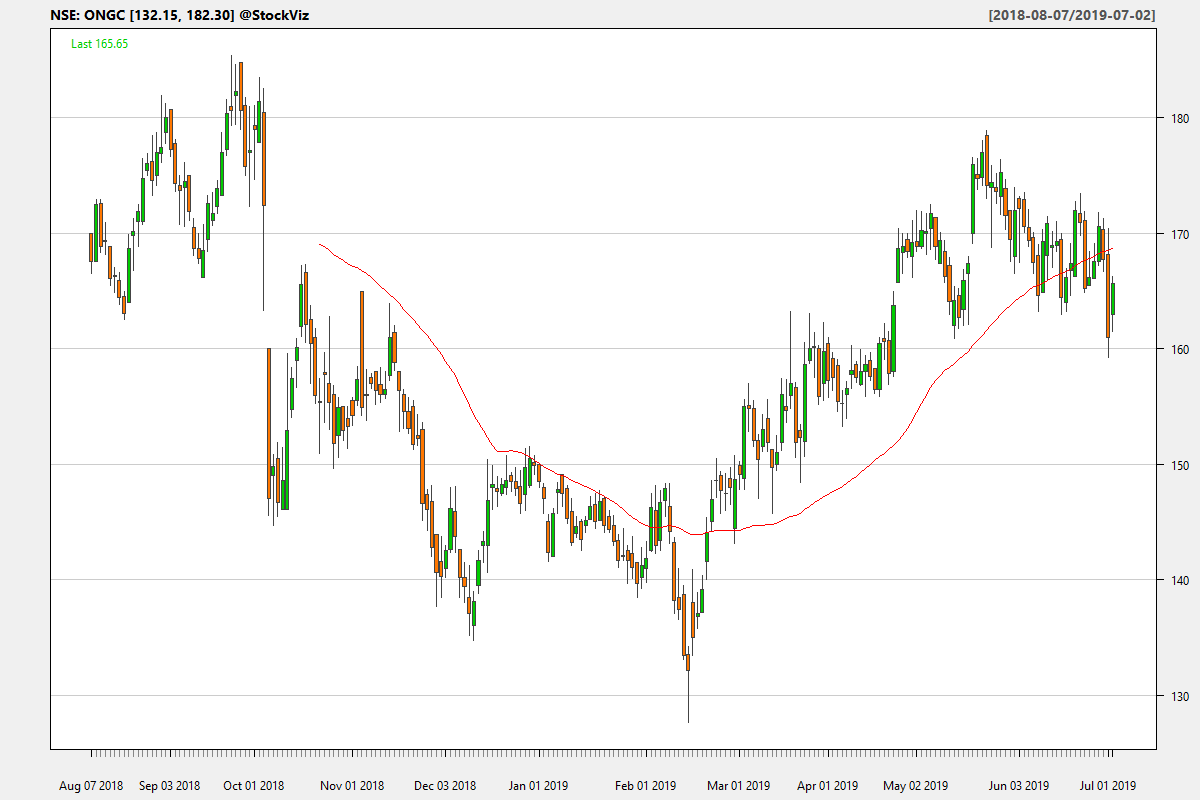 NSE: ONGC [132.15, 182.30] @StockViz [2018-08-07/2019-07-02]
Last 165.65
180
170
160
150
140
130
Aug 07 2018 Sep 03 2018 Oct 01 2018 Nov 01 2018 Dec 03 2018 Jan 01 2019 Feb 01 2019 Mar 01 2019 Apr 01 2019 May 02 2019 Jun 03 2019 Jul 01 2019